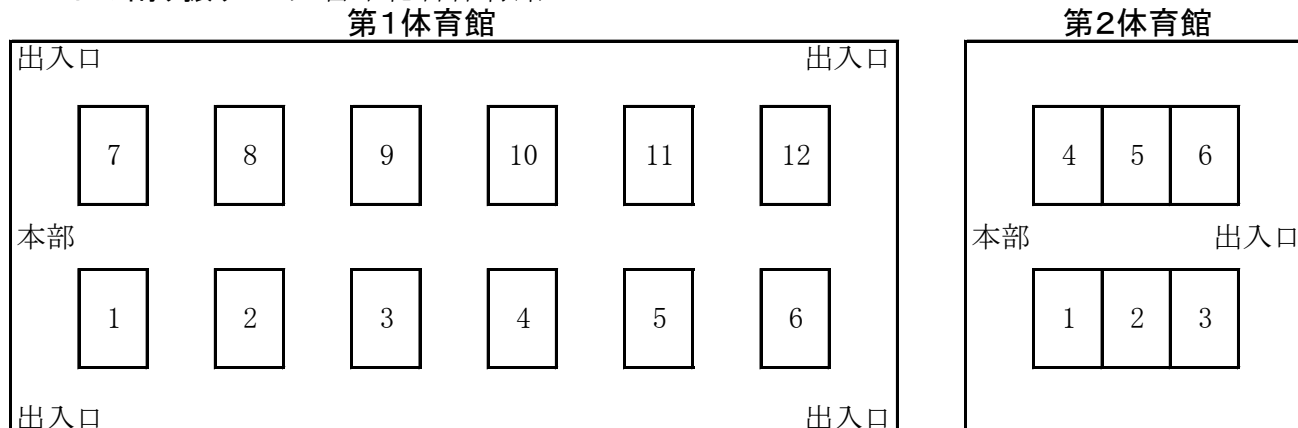 第1体育館 第2体育館
出入口 出入口
7 8 9 10 11 12 4 5 6
本部 本部 出入口
1 2 3 4 5 6 1 2 3
出入口 出入口